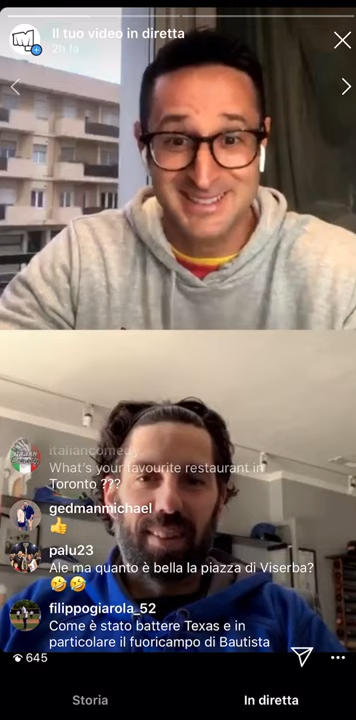 Il tuo video in diretta
2h fa
italiancomedy
What's your favourite restaurant in
Toronto ???
gedmanmichael
👍
palu23
Ale ma quanto è bella la piazza di Viserba?
🤣 🤣
filippogiarola_52
Come è stato battere Texas e in
particolare il fuoricampo di Bautista
645
Storia
In diretta